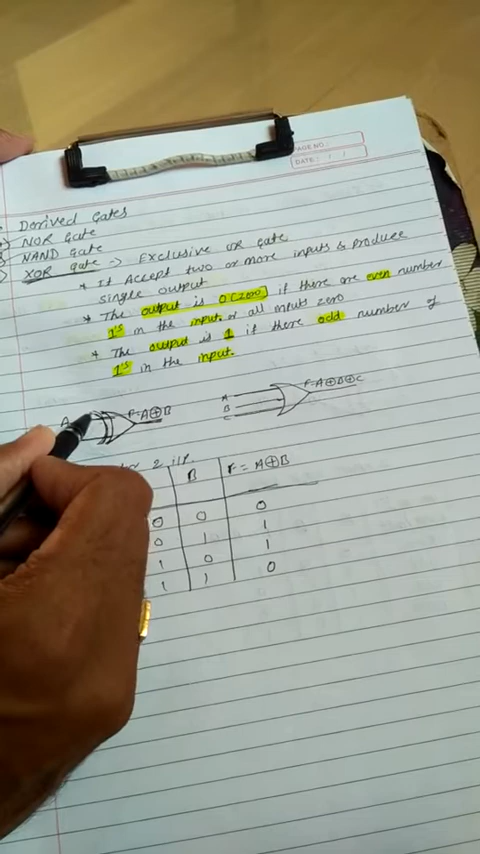 PAGE NO.:
DATE: / /
Derived Gates
NOR Gate
NAND Gate
XOR gate :-> Exclusive OR gate
* It Accept two or more inputs & produce
single output
* The output is 0 (zero) if there are even number
1's in the input or all inputs zero
* The output is 1 if there odd number of
1's in the input.
A F=A⊕B
A B C F=A⊕B⊕C
2 i/p.
B F = A⊕B
0 0 0
0 1 1
1 0 1
1 1 0